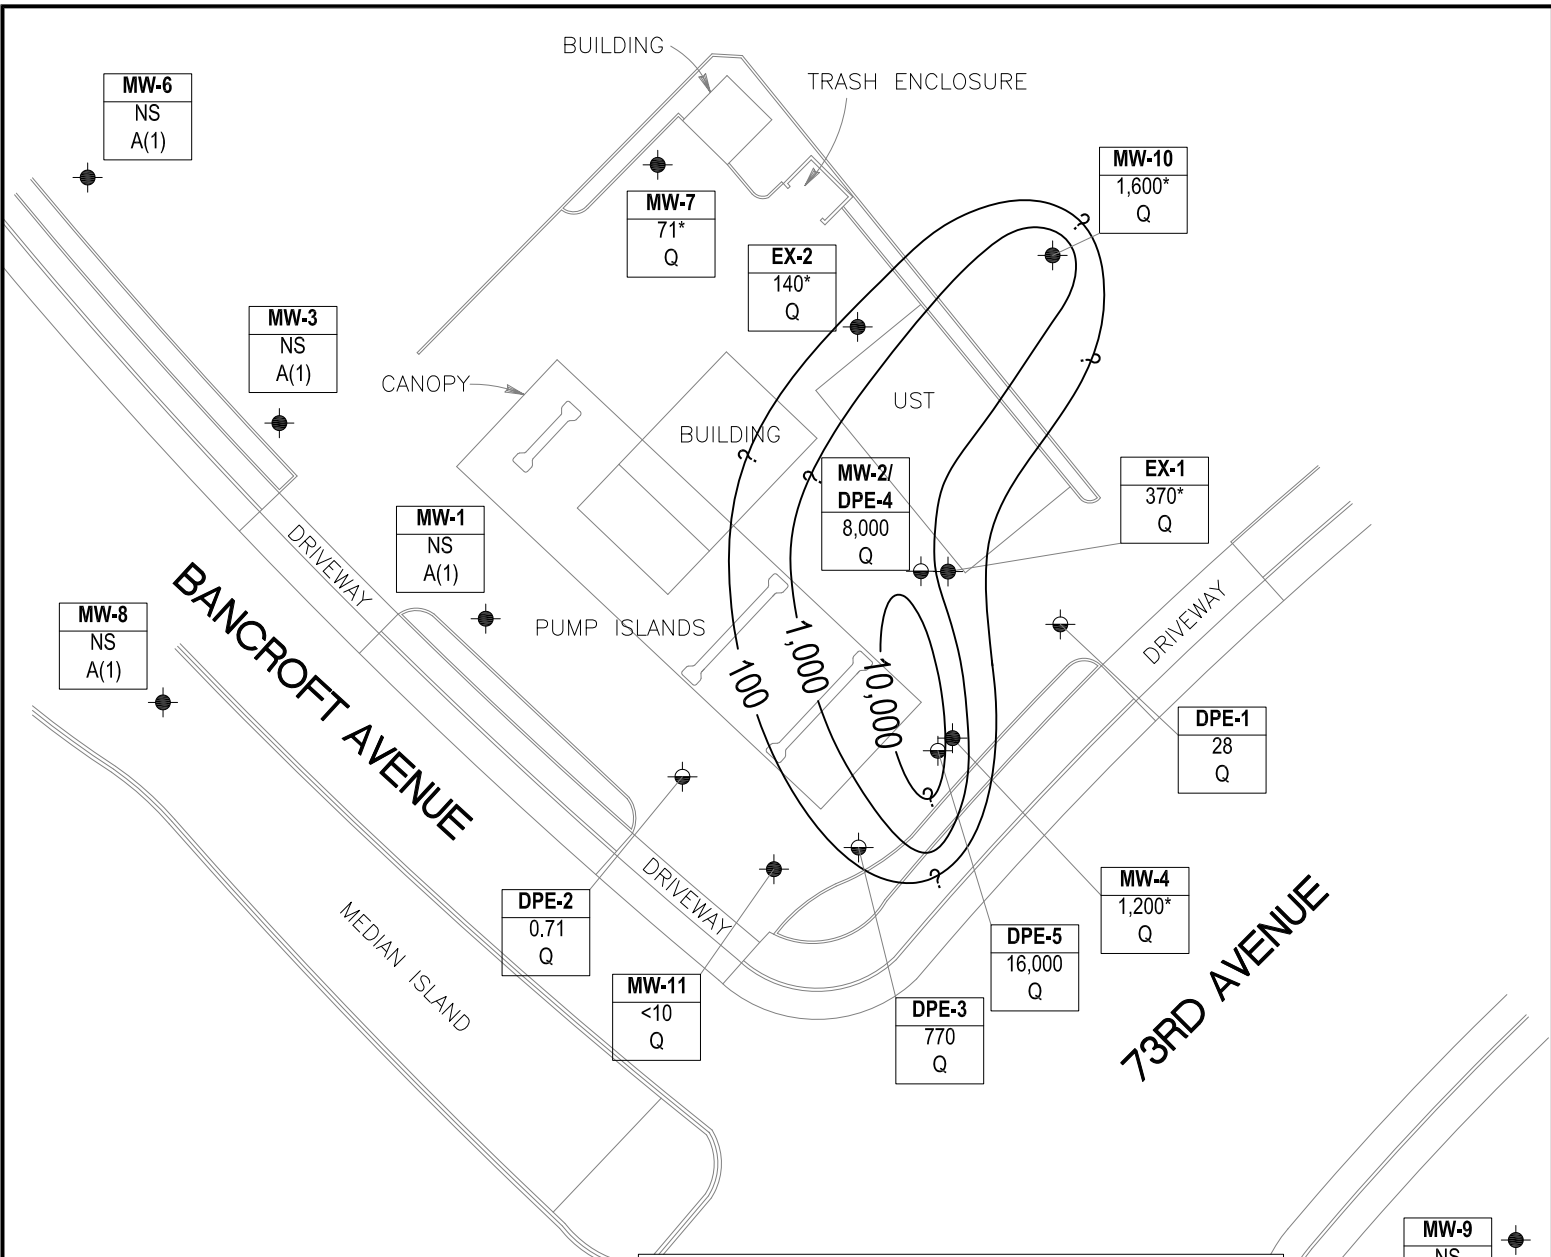 BUILDING
TRASH ENCLOSURE
MW-6
NS
A(1)
MW-10
1,600*
Q
MW-7
71*
Q
EX-2
140*
Q
?
MW-3
NS
A(1)
?
CANOPY
UST
BUILDING
?
?
MW-2/
DPE-4
8,000
Q
EX-1
370*
Q
MW-1
NS
A(1)
DRIVEWAY
BANCROFT AVENUE
MW-8
NS
A(1)
PUMP ISLANDS
100
1,000
10,000
DRIVEWAY
DPE-1
28
Q
?
?
DRIVEWAY
DPE-2
0.71
Q
MEDIAN ISLAND
MW-4
1,200*
Q
DPE-5
16,000
Q
MW-11
<10
Q
DPE-3
770
Q
73RD AVENUE
MW-9
NS